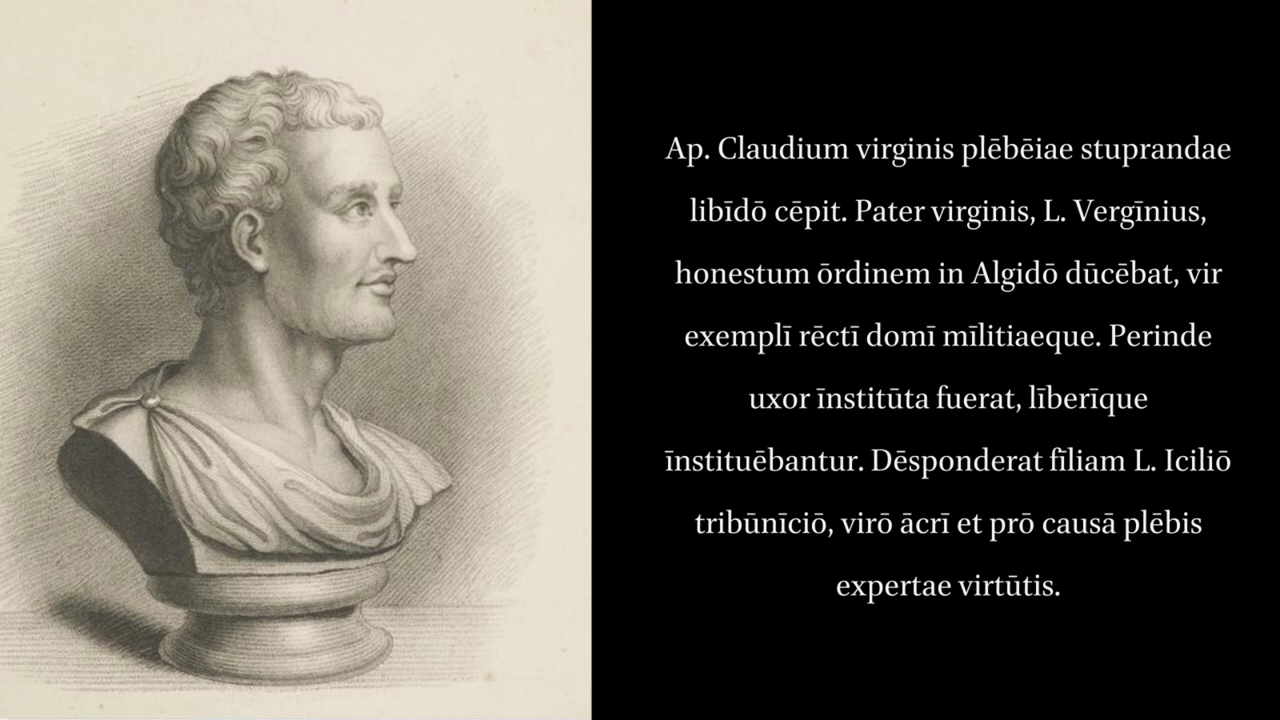 Ap. Claudium virginis plēbēiae stuprandae
libīdō cēpit. Pater virginis, L. Vergīnius,
honestum ōrdinem in Algidō dūcēbat, vir
exemplī rēctī domī mīlitiaeque. Perinde
uxor īnstitūta fuerat, līberīque
īnstituēbantur. Dēsponderat fīliam L. Iciliō
tribūniciō, virō ācrī et prō causā plēbis
expertae virtūtis.